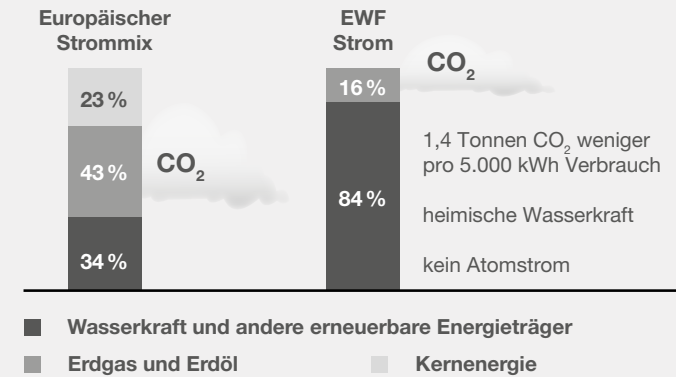 Europäischer
Strommix
EWF
Strom
23 %
43 %
34 %
CO₂
16 %
84 %
CO₂
1,4 Tonnen CO₂ weniger
pro 5.000 kWh Verbrauch
heimische Wasserkraft
kein Atomstrom
Wasserkraft und andere erneuerbare Energieträger
Erdgas und Erdöl
Kernenergie